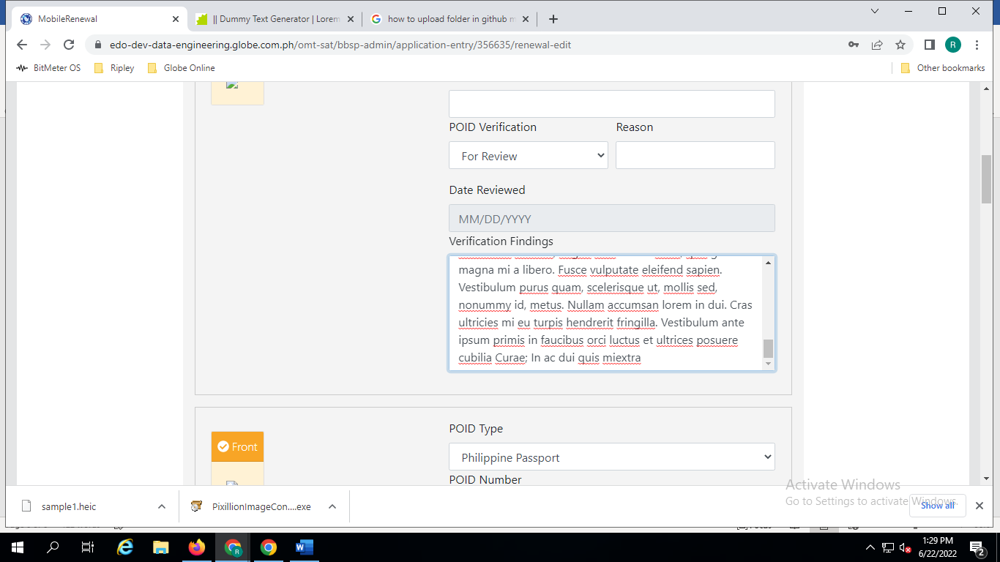 MobileRenewal
|| Dummy Text Generator | Lorem
how to upload folder in github m
edo-dev-data-engineering.globe.com.ph/omt-sat/bbsp-admin/application-entry/356635/renewal-edit
R
BitMeter OS
Ripley
Globe Online
Other bookmarks
POID Verification
Reason
For Review
Date Reviewed
MM/DD/YYYY
Verification Findings
magna mi a libero. Fusce vulputate eleifend sapien.
Vestibulum purus quam, scelerisque ut, mollis sed,
nonummy id, metus. Nullam accumsan lorem in dui. Cras
ultricies mi eu turpis hendrerit fringilla. Vestibulum ante
ipsum primis in faucibus orci luctus et ultrices posuere
cubilia Curae; In ac dui quis miextra
POID Type
Front
Philippine Passport
POID Number
Activate Windows
Go to Settings to activate Windows.
sample1.heic
PixillionImageCon....exe
Show all
1:29 PM
6/22/2022
2